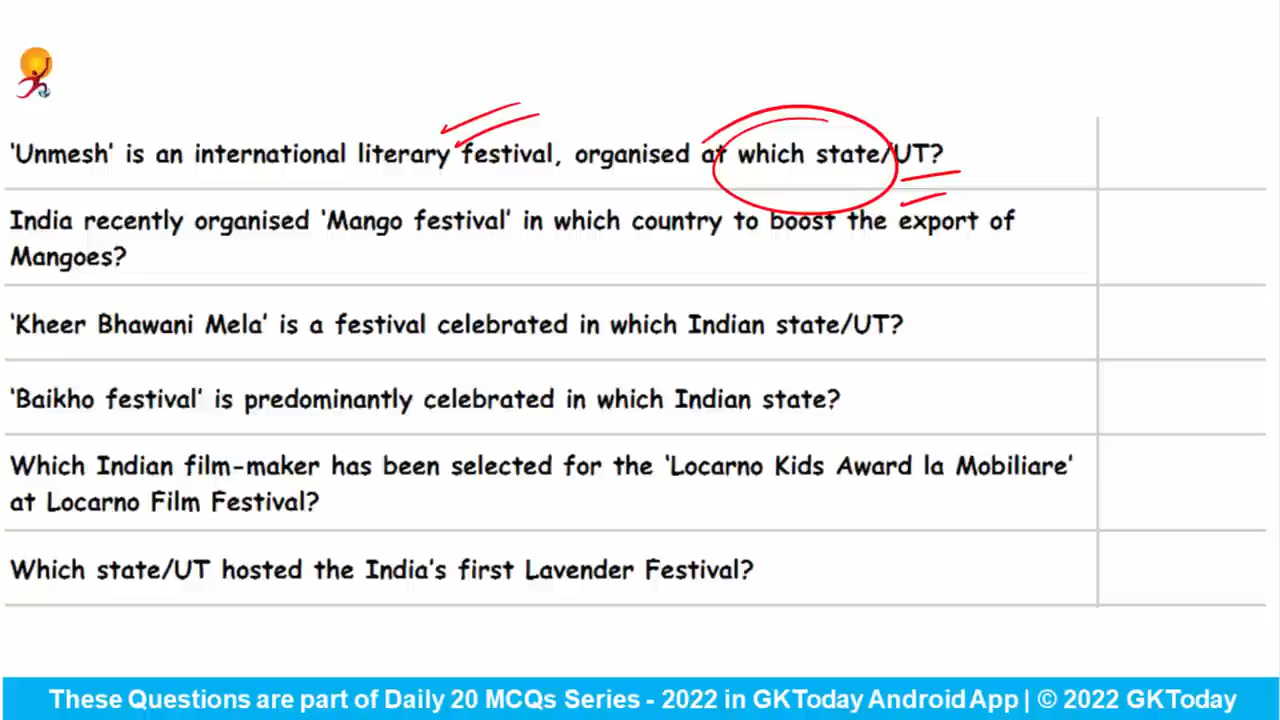 ‘Unmesh’ is an international literary festival, organised at which state/UT?
India recently organised ‘Mango festival’ in which country to boost the export of
Mangoes?
‘Kheer Bhawani Mela’ is a festival celebrated in which Indian state/UT?
‘Baikho festival’ is predominantly celebrated in which Indian state?
Which Indian film-maker has been selected for the ‘Locarno Kids Award la Mobiliare’
at Locarno Film Festival?
Which state/UT hosted the India’s first Lavender Festival?
These Questions are part of Daily 20 MCQs Series - 2022 in GKToday Android App | © 2022 GKToday